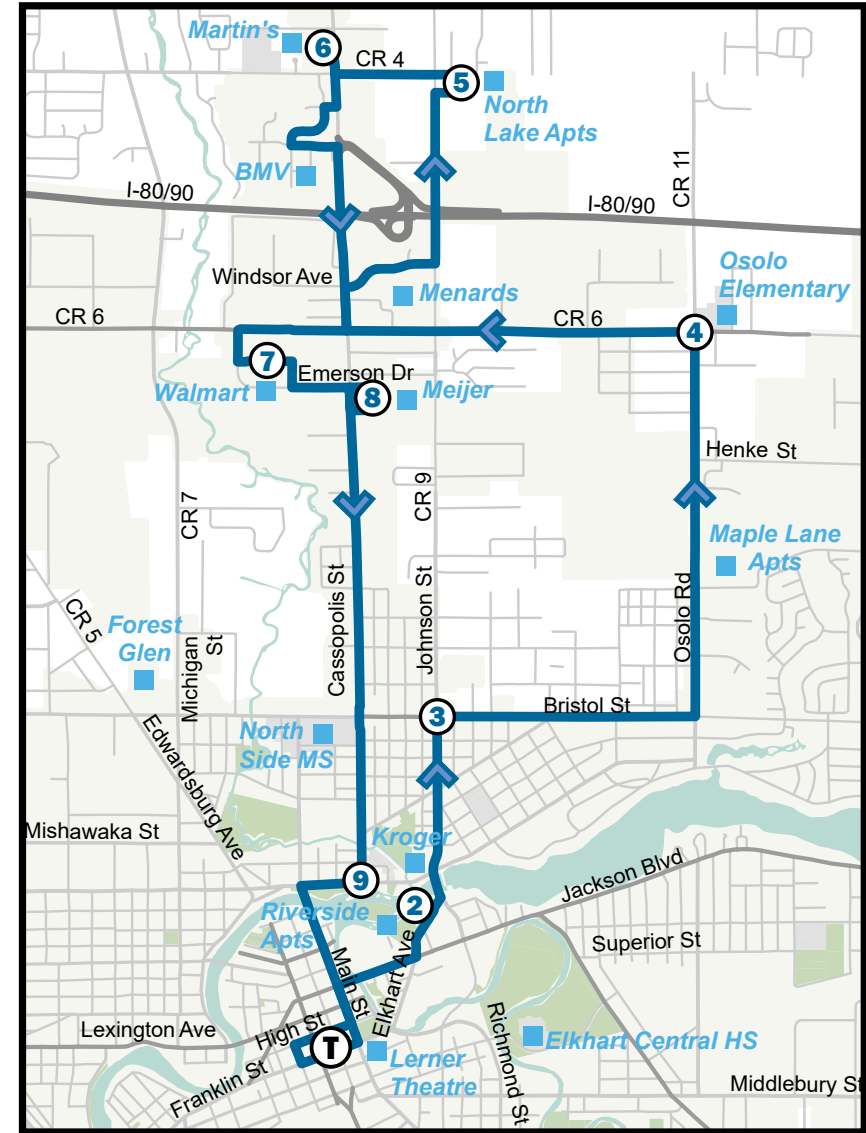 Martin's
6
CR 4
5
North
Lake Apts
BMV
I-80/90
I-80/90
CR 11
Windsor Ave
Menards
Osolo
Elementary
CR 6
CR 6
4
7
Emerson Dr
Walmart
8
Meijer
Henke St
CR 7
CR 9
Maple Lane
Apts
Cassopolis St
Johnson St
Osolo Rd
CR 5
Forest
Glen
Michigan
St
Bristol St
3
North
Side MS
Edwardsburg Ave
Mishawaka St
Kroger
Jackson Blvd
9
2
Riverside
Apts
Superior St
Main St
Elkhart Ave
Lexington Ave
High St
Richmond St
Elkhart Central HS
T
Lerner
Theatre
Franklin St
Middlebury St